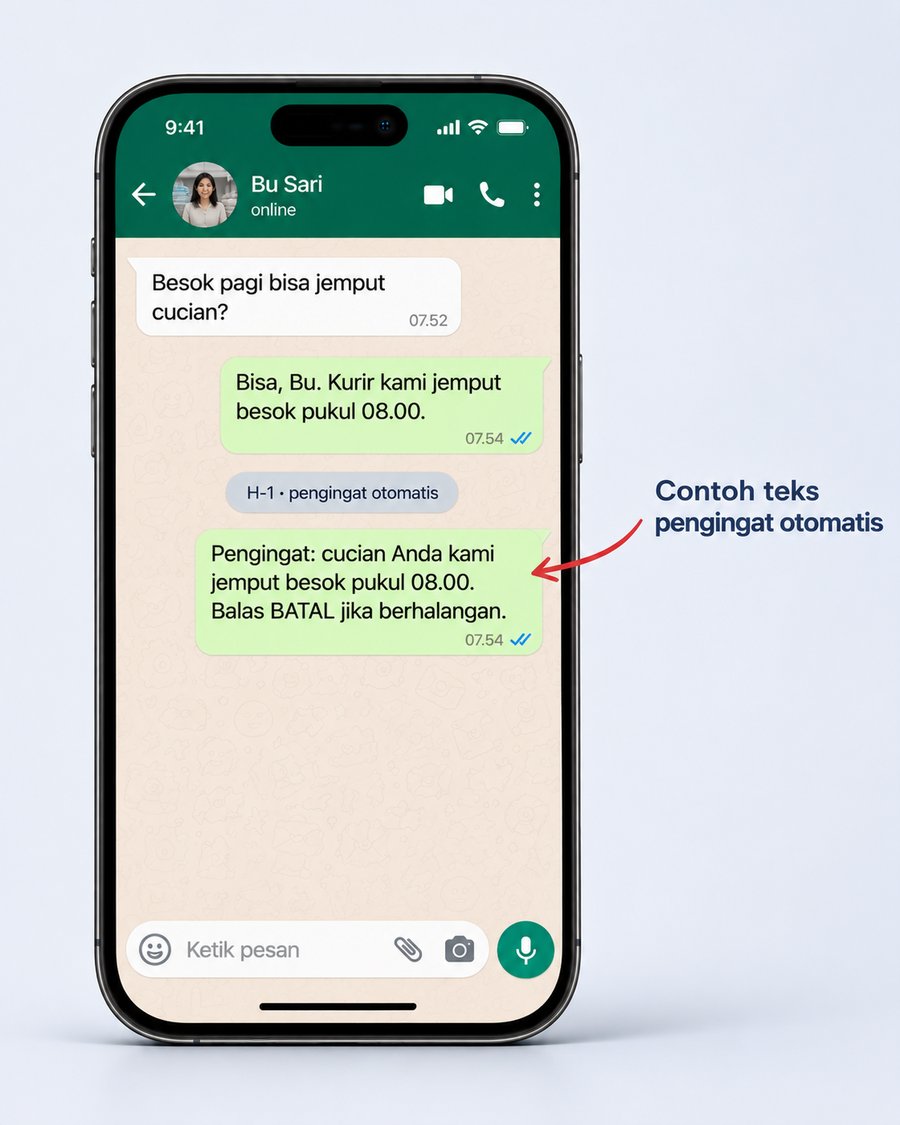 9:41
Bu Sari
online
Besok pagi bisa jemput
cucian?
07.52
Bisa, Bu. Kurir kami jemput
besok pukul 08.00.
07.54
H-1 • pengingat otomatis
Contoh teks
pengingat otomatis
Pengingat: cucian Anda kami
jemput besok pukul 08.00.
Balas BATAL jika berhalangan.
07.54
Ketik pesan